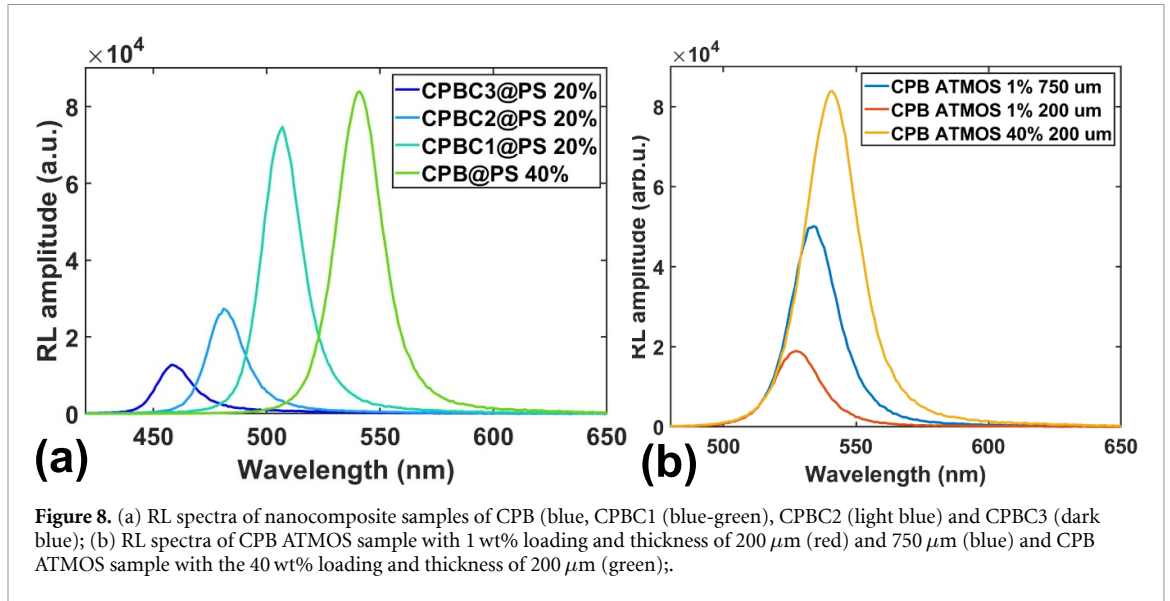 ×10⁴
CPBC3@PS 20%
CPBC2@PS 20%
CPBC1@PS 20%
CPB@PS 40%
RL amplitude (a.u.)
8
6
4
2
0
450 500 550 600 650
Wavelength (nm)
(a)
×10⁴
CPB ATMOS 1% 750 um
CPB ATMOS 1% 200 um
CPB ATMOS 40% 200 um
RL amplitude (arb.u.)
8
6
4
2
0
500 550 600 650
Wavelength (nm)
(b)
Figure 8. (a) RL spectra of nanocomposite samples of CPB (blue, CPBC1 (blue-green), CPBC2 (light blue) and CPBC3 (dark
blue); (b) RL spectra of CPB ATMOS sample with 1 wt% loading and thickness of 200 μm (red) and 750 μm (blue) and CPB
ATMOS sample with the 40 wt% loading and thickness of 200 μm (green);.